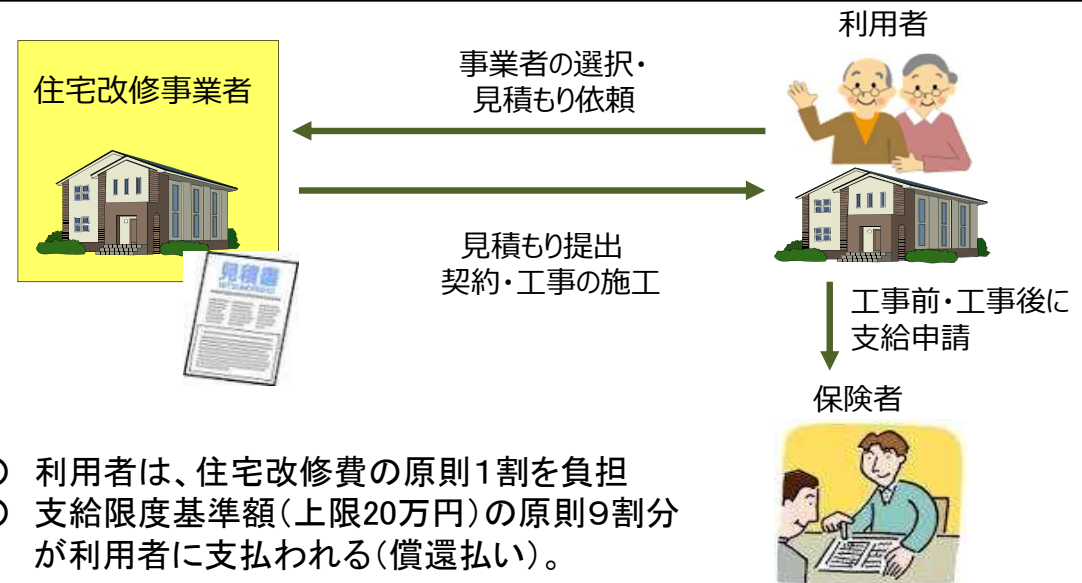 利用者
事業者の選択・
見積もり依頼
住宅改修事業者
見積もり提出
契約・工事の施工
見積書
工事前・工事後に
支給申請
保険者
○ 利用者は、住宅改修費の原則1割を負担
○ 支給限度基準額(上限20万円)の原則9割分
が利用者に支払われる(償還払い)。